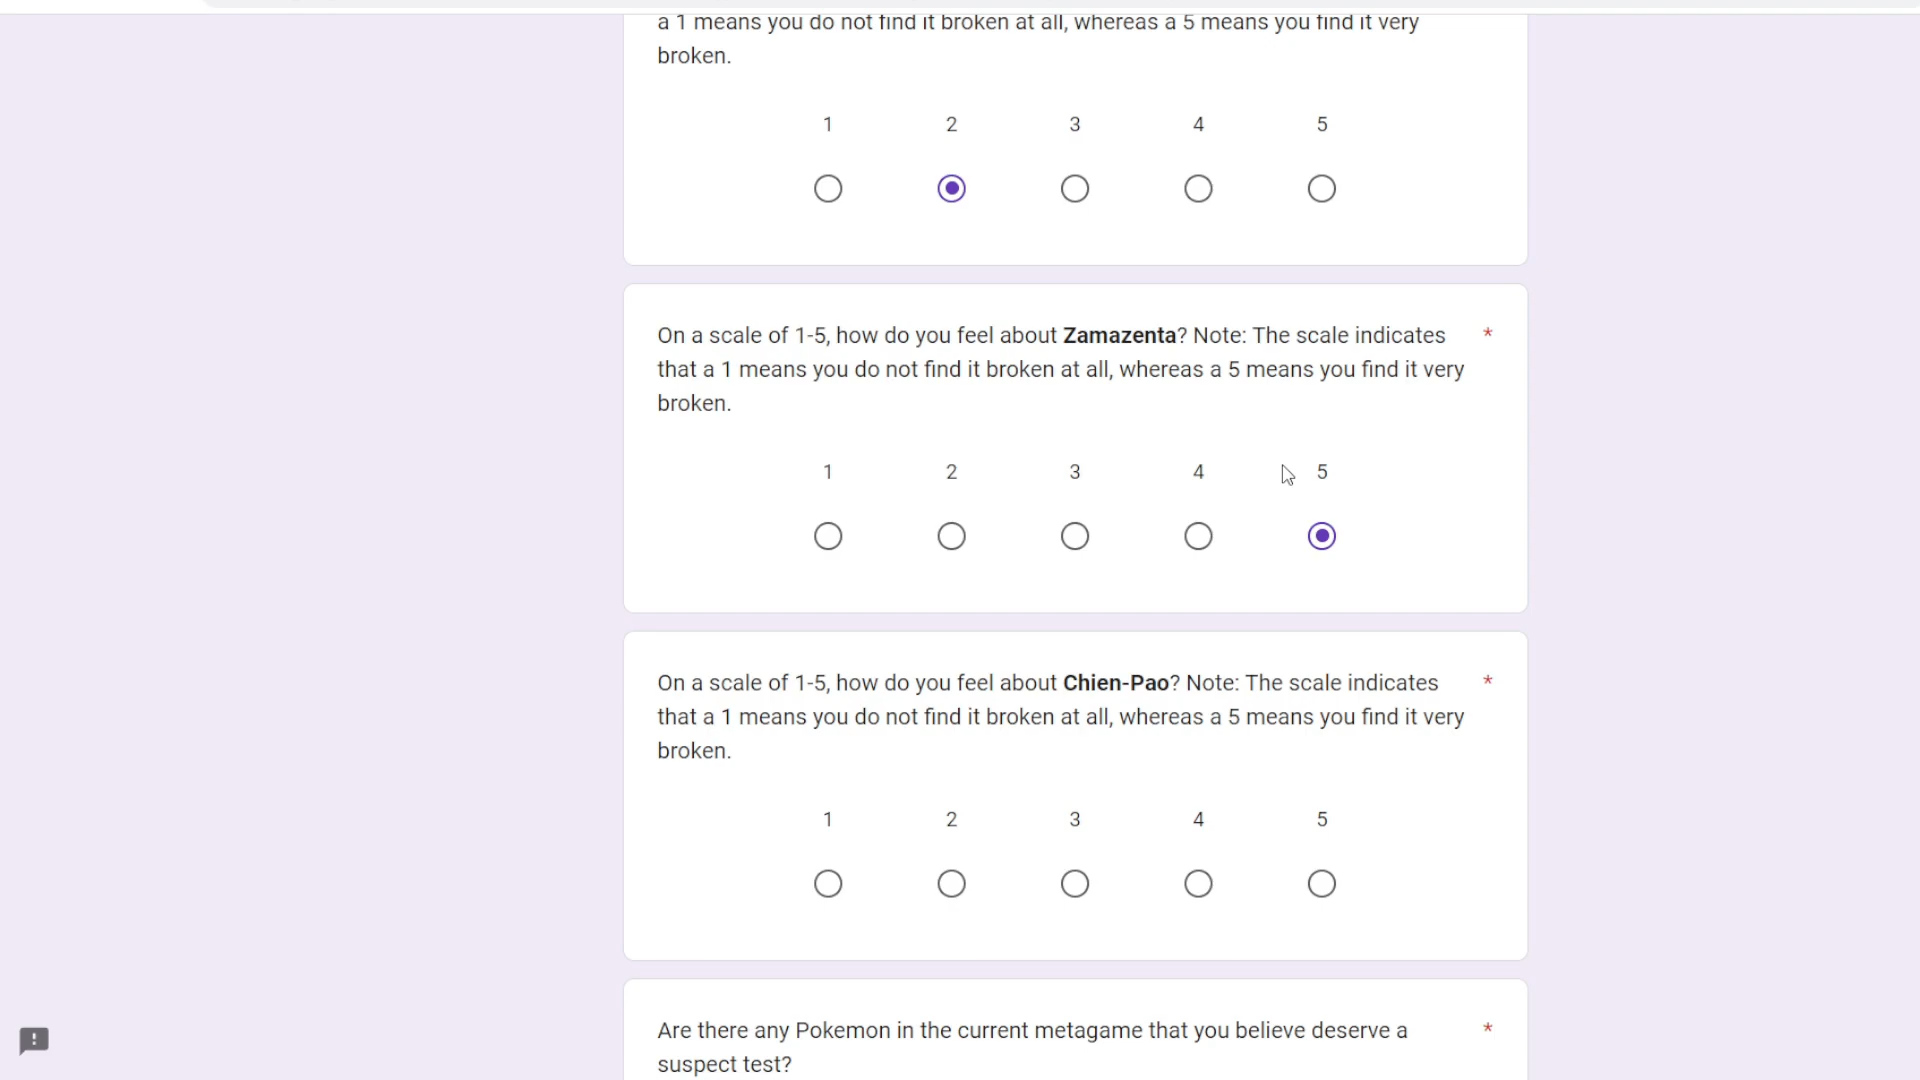 a 1 means you do not find it broken at all, whereas a 5 means you find it very
broken.
1 2 3 4 5
On a scale of 1-5, how do you feel about Zamazenta? Note: The scale indicates *
that a 1 means you do not find it broken at all, whereas a 5 means you find it very
broken.
1 2 3 4 5
On a scale of 1-5, how do you feel about Chien-Pao? Note: The scale indicates *
that a 1 means you do not find it broken at all, whereas a 5 means you find it very
broken.
1 2 3 4 5
Are there any Pokemon in the current metagame that you believe deserve a *
suspect test?